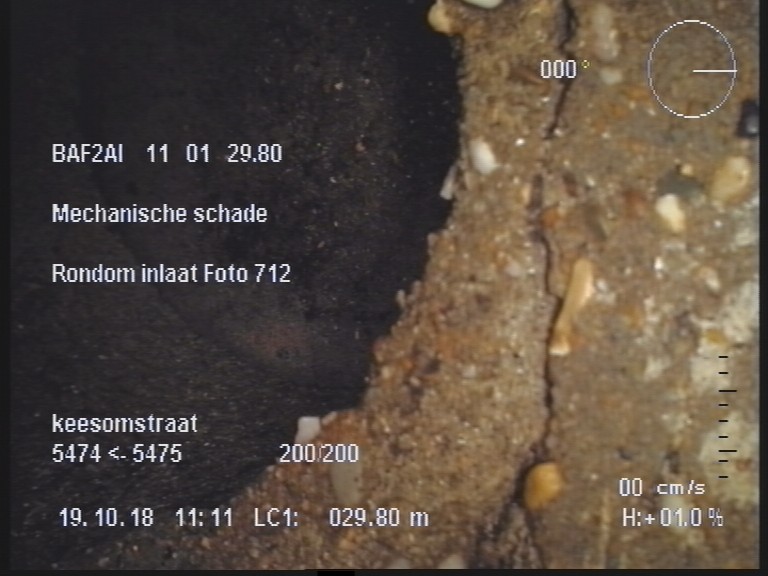 000 °
BAF2AI 11 01 29.80
Mechanische schade
Rondom inlaat Foto 712
keesomstraat
5474 <- 5475 200/200
00 cm/s
19.10.18 11:11 LC1: 029.80 m H:+01.0 %